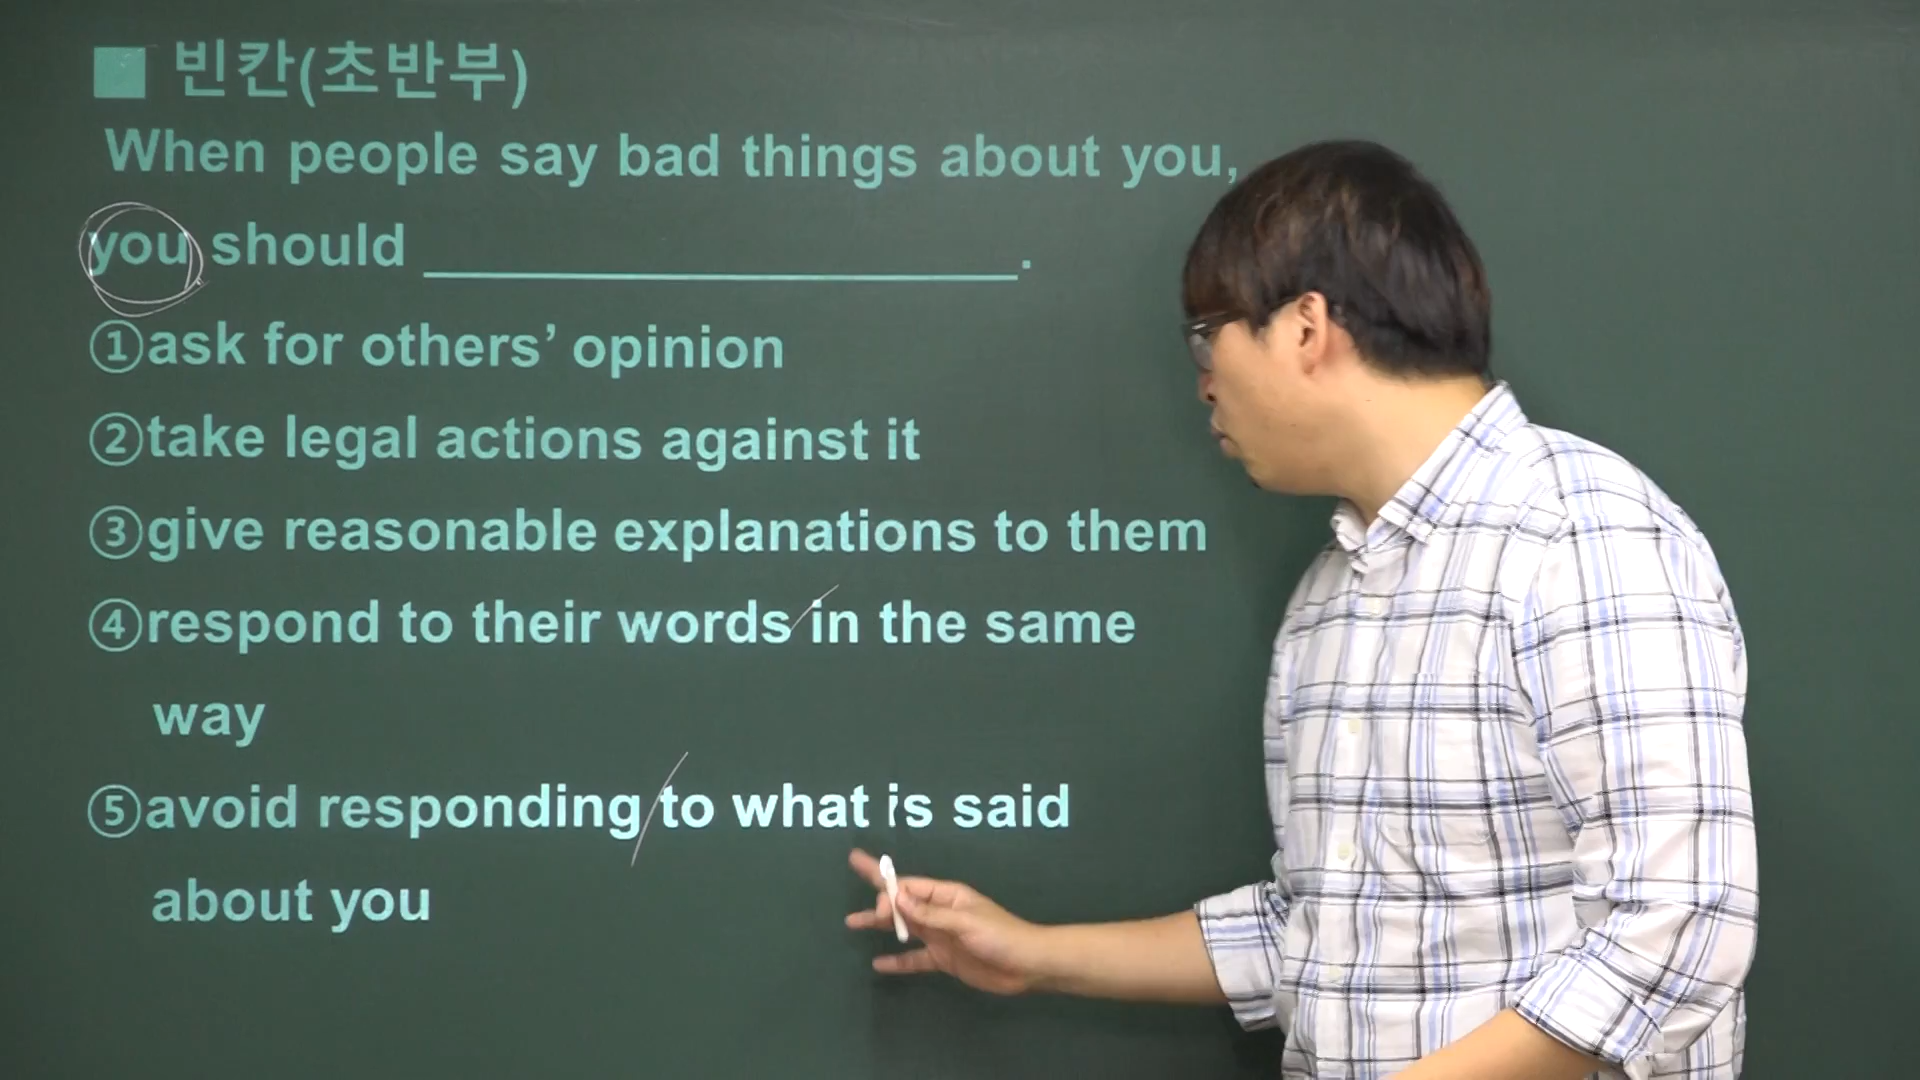 ■ 빈칸(초반부)
When people say bad things about you,
you should ____________________.
①ask for others’ opinion
②take legal actions against it
③give reasonable explanations to them
④respond to their words in the same
way
⑤avoid responding to what is said
about you